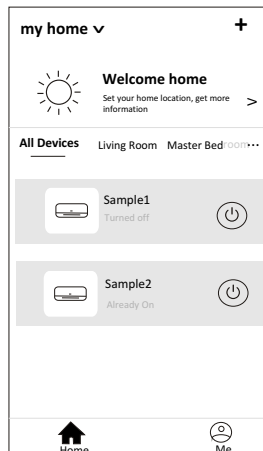 my home
Welcome home
Set your home location, get more
information
All Devices Living Room Master Bedroom
Sample1
Turned off
Sample2
Already On
Home Me